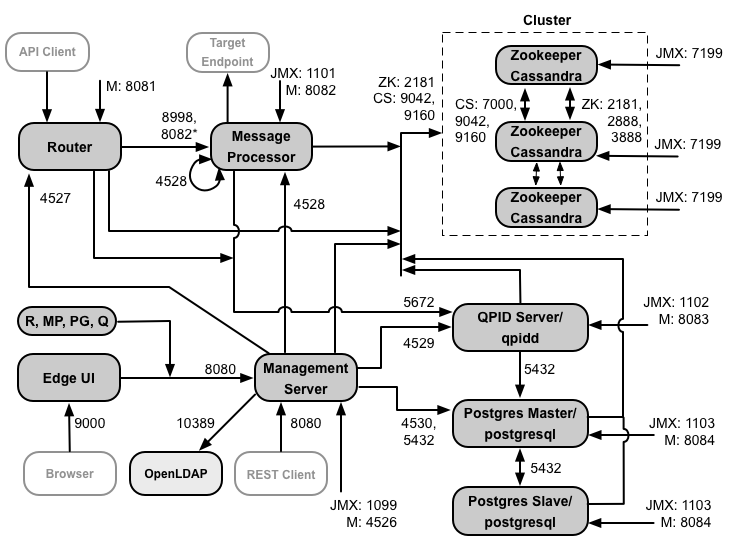 Cluster
API Client
Target
Endpoint
M: 8081
JMX: 1101
M: 8082
ZK: 2181
CS: 9042,
9160
Zookeeper
Cassandra
JMX: 7199
CS: 7000,
9042,
9160
ZK: 2181,
2888,
3888
Router
8998,
8082*
Message
Processor
Zookeeper
Cassandra
JMX: 7199
4527
4528
4528
Zookeeper
Cassandra
JMX: 7199
R, MP, PG, Q
5672
4529
QPID Server/
qpidd
JMX: 1102
M: 8083
Edge UI
8080
Management
Server
5432
9000
10389
8080
4530,
5432
Postgres Master/
postgresql
JMX: 1103
M: 8084
Browser
OpenLDAP
REST Client
5432
JMX: 1099
M: 4526
Postgres Slave/
postgresql
JMX: 1103
M: 8084